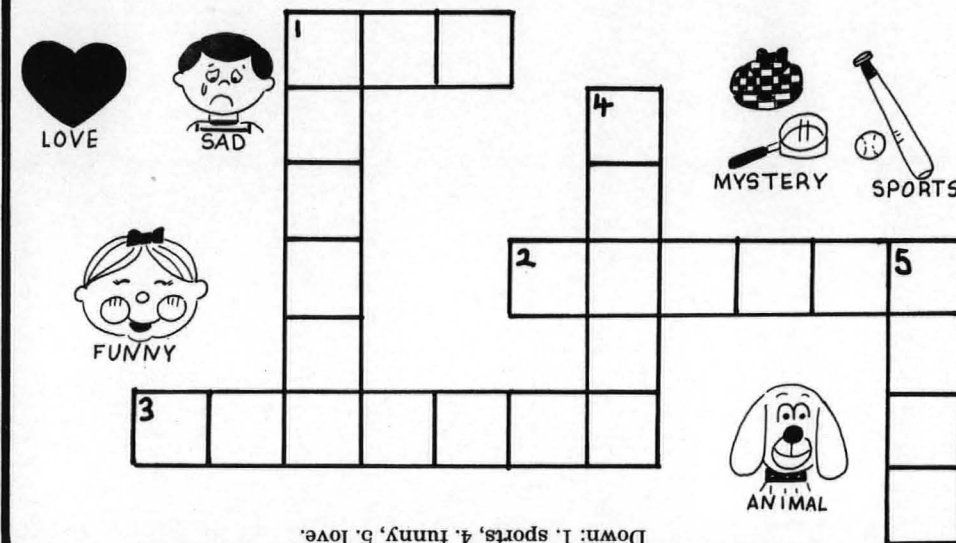 1
4
LOVE
SAD
MYSTERY
SPORTS
2
5
FUNNY
3
ANIMAL
Down: 1. sports, 4. funny, 5. love.